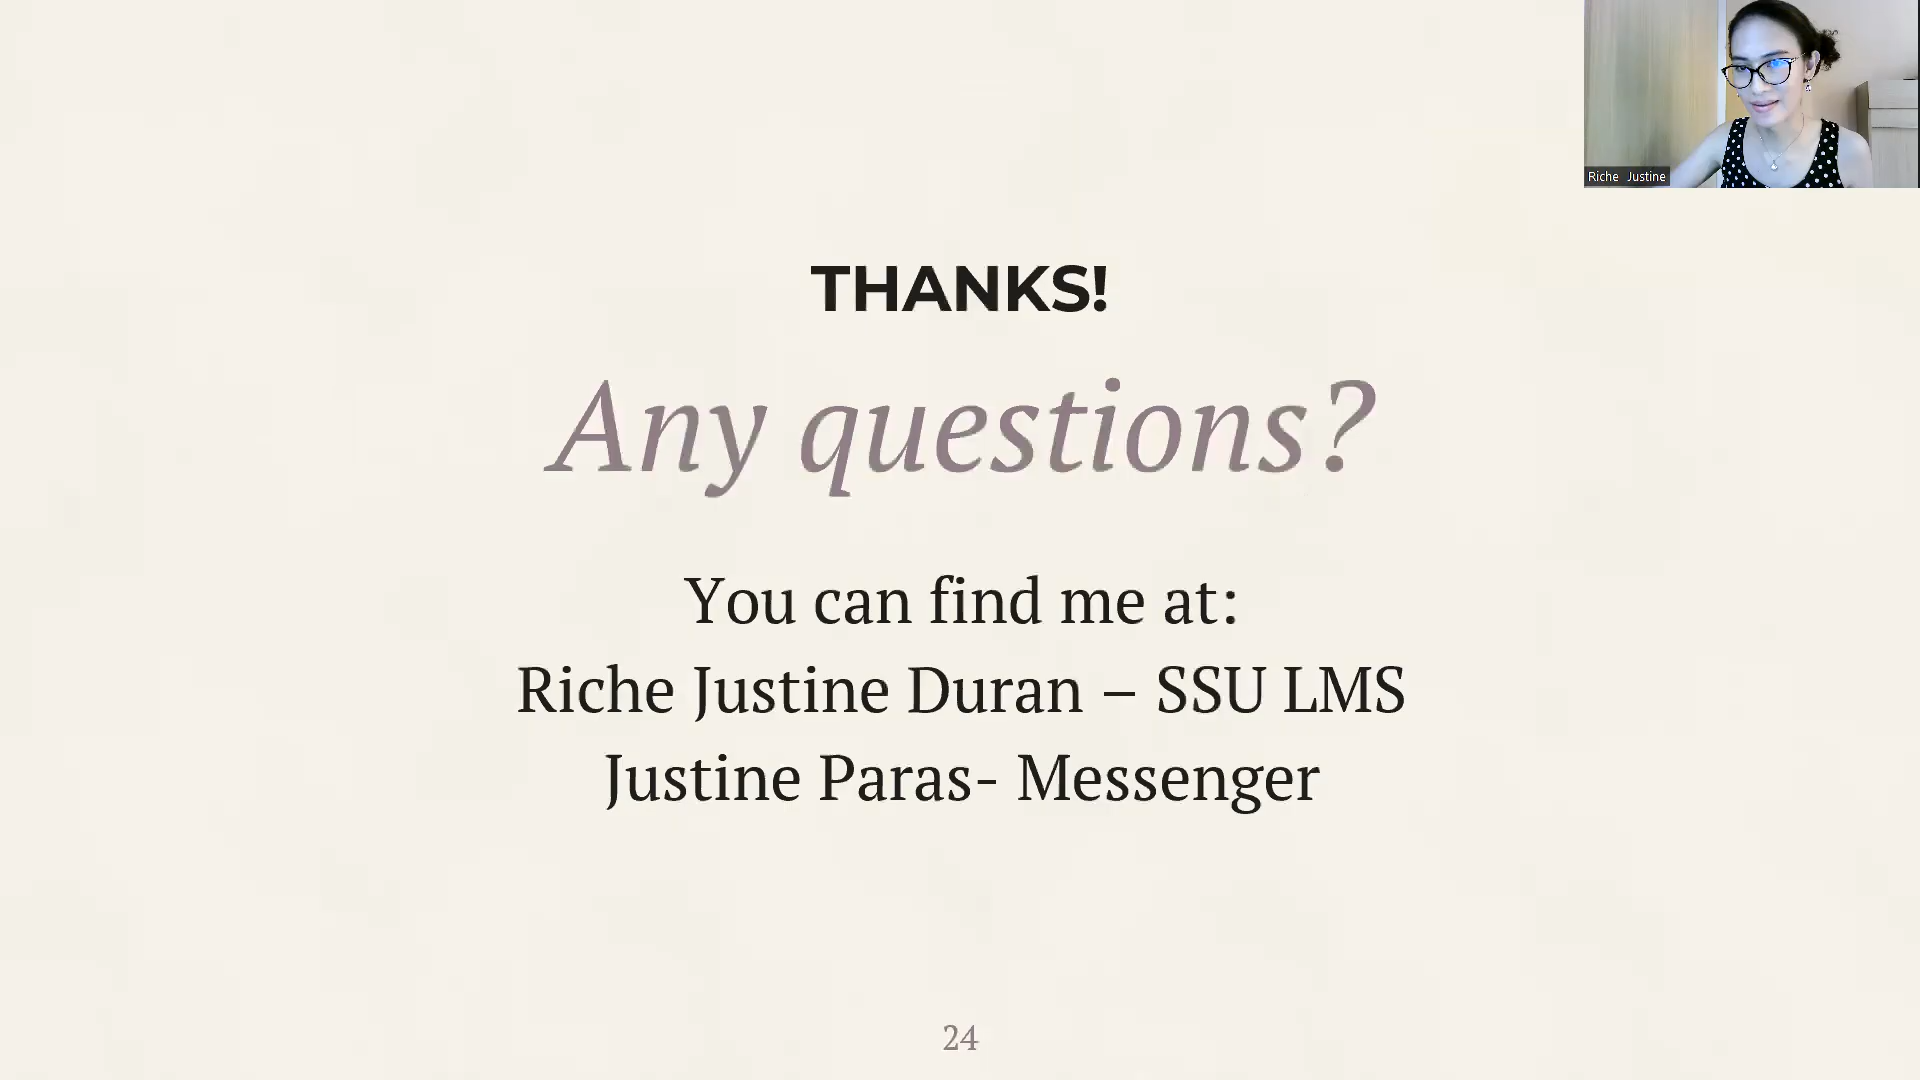 Riche Justine
THANKS!
Any questions?
You can find me at:
Riche Justine Duran – SSU LMS
Justine Paras- Messenger
24